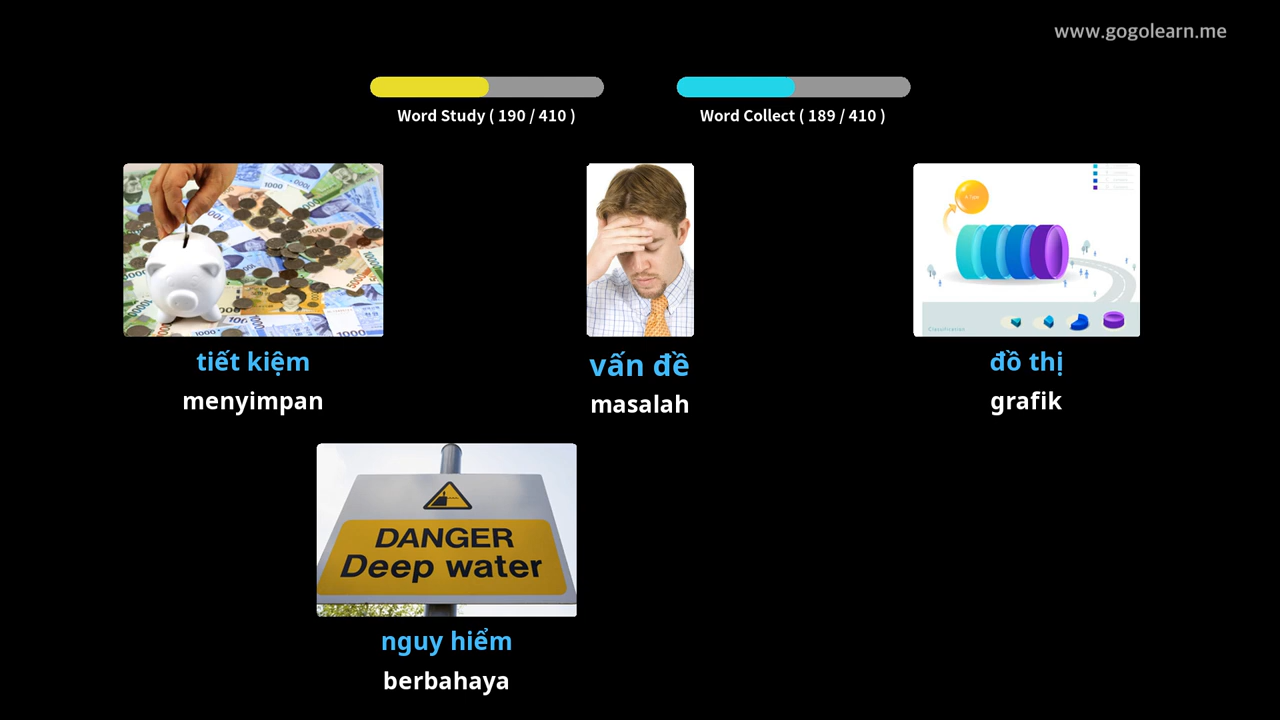 www.gogolearn.me
Word Study ( 190 / 410 )
Word Collect ( 189 / 410 )
tiết kiệm
menyimpan
vấn đề
masalah
đồ thị
grafik
Classification
DANGER
Deep water
nguy hiểm
berbahaya